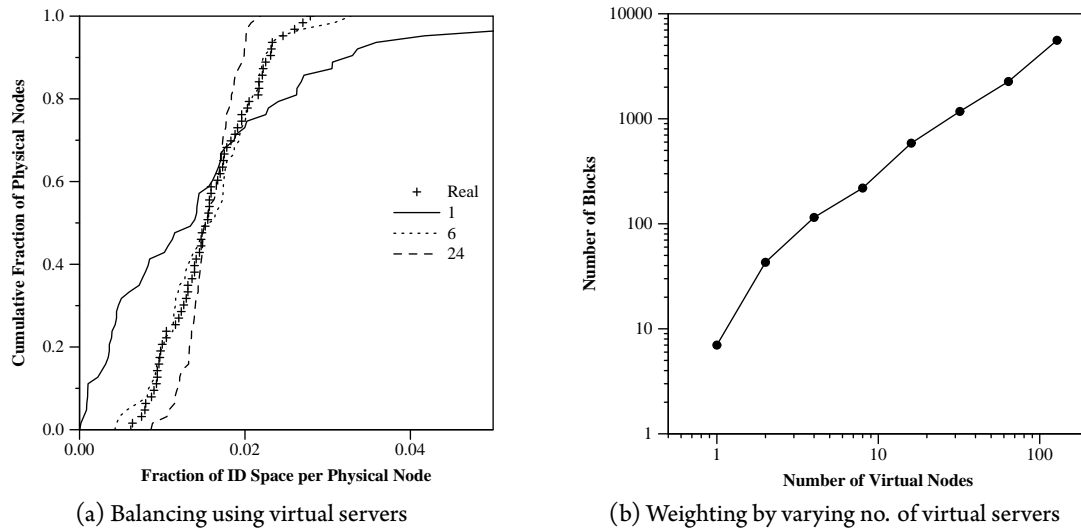 1.0
0.8
0.6
0.4
0.2
0.0
Cumulative Fraction of Physical Nodes
Real
1
6
24
0.00
0.02
0.04
Fraction of ID Space per Physical Node
(a) Balancing using virtual servers
10000
1000
100
10
1
Number of Blocks
1
10
100
Number of Virtual Nodes
(b) Weighting by varying no. of virtual servers